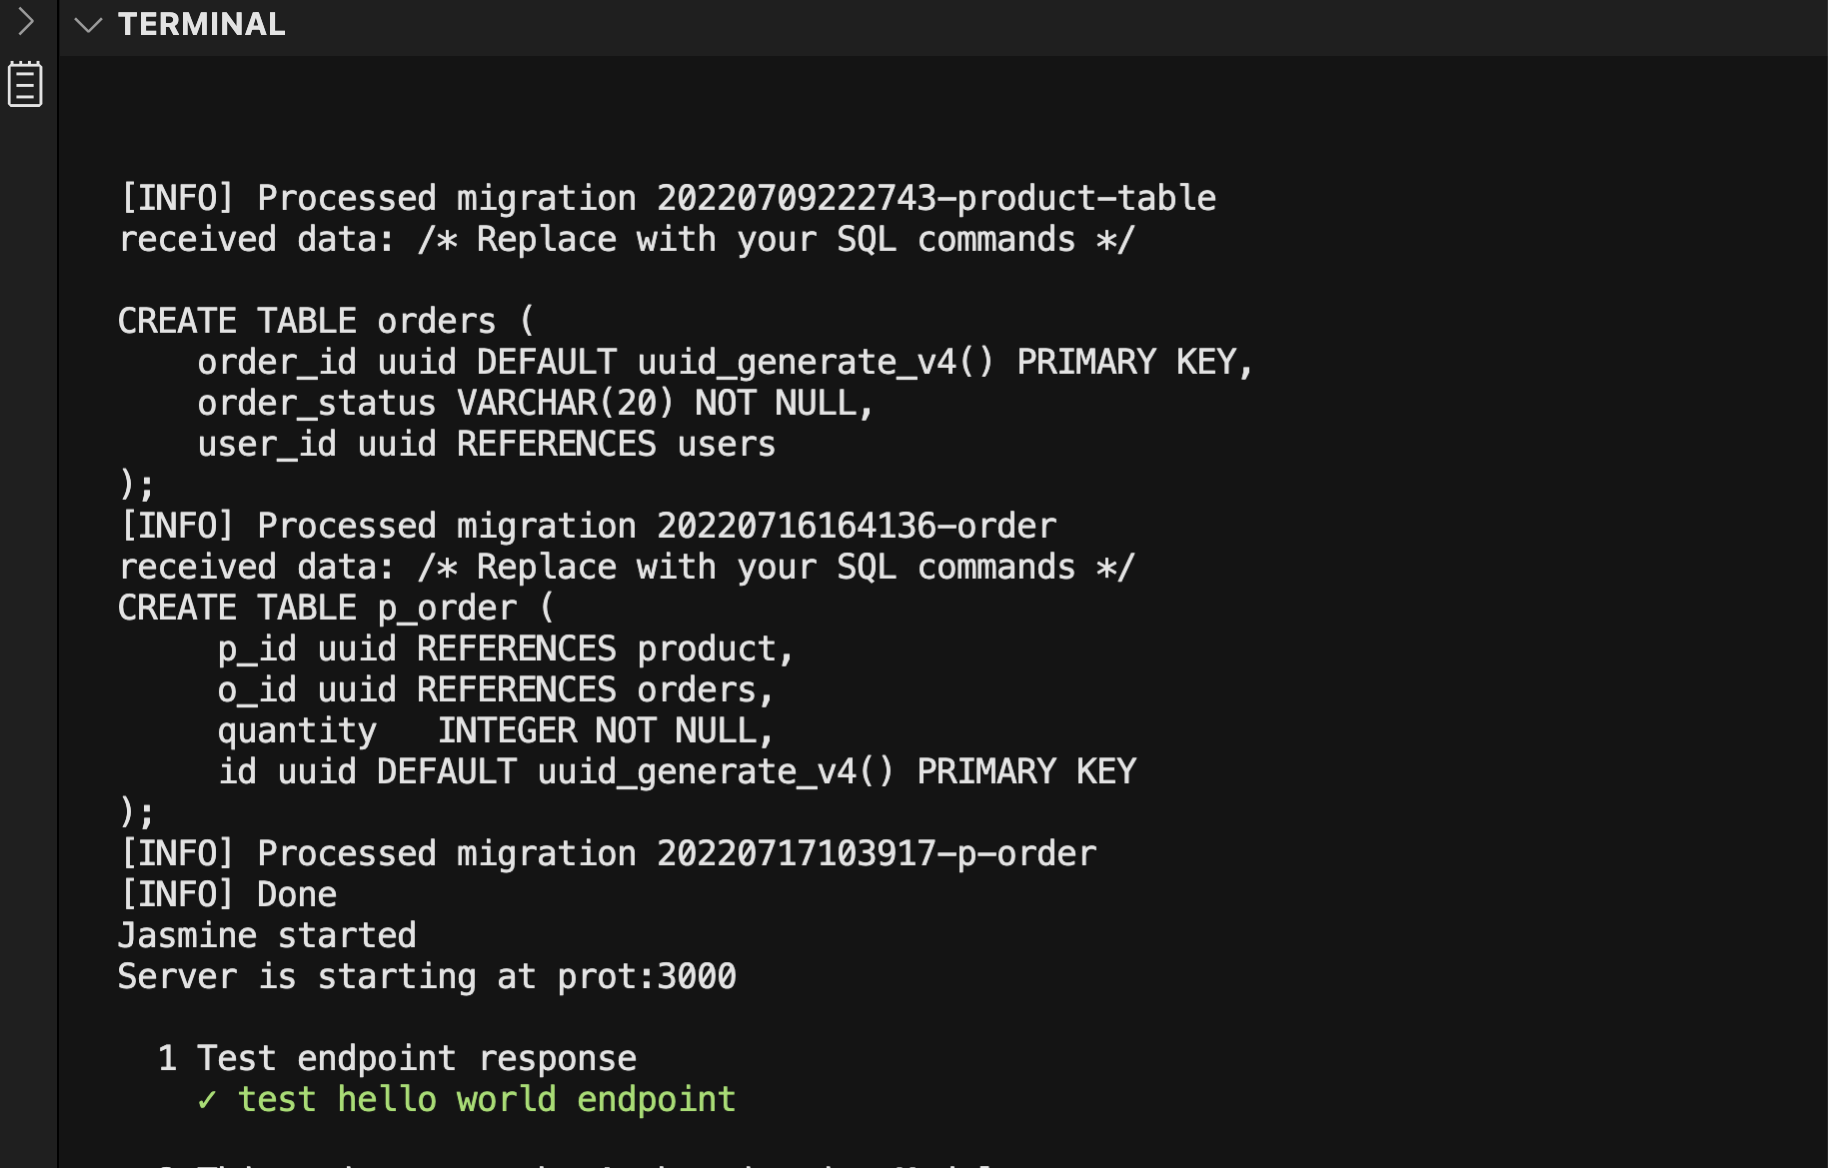 TERMINAL
[INFO] Processed migration 20220709222743-product-table
received data: /* Replace with your SQL commands */
CREATE TABLE orders (
order_id uuid DEFAULT uuid_generate_v4() PRIMARY KEY,
order_status VARCHAR(20) NOT NULL,
user_id uuid REFERENCES users
);
[INFO] Processed migration 20220716164136-order
received data: /* Replace with your SQL commands */
CREATE TABLE p_order (
p_id uuid REFERENCES product,
o_id uuid REFERENCES orders,
quantity   INTEGER NOT NULL,
id uuid DEFAULT uuid_generate_v4() PRIMARY KEY
);
[INFO] Processed migration 20220717103917-p-order
[INFO] Done
Jasmine started
Server is starting at prot:3000
1 Test endpoint response
✓ test hello world endpoint